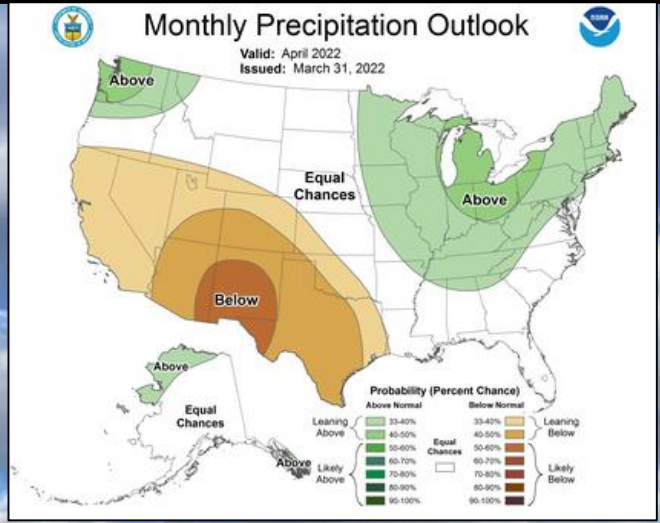 Monthly Precipitation Outlook
Valid: April 2022
Issued: March 31, 2022
NOAA
Above
Equal
Chances
Above
Below
Above
Equal
Chances
Above
Probability (Percent Chance)
Above Normal
Below Normal
Leaning
Above
33-40%
40-50%
Likely
Above
50-60%
60-70%
70-80%
80-90%
90-100%
Equal
Chances
33-40%
40-50%
Leaning
Below
50-60%
60-70%
70-80%
80-90%
90-100%
Likely
Below